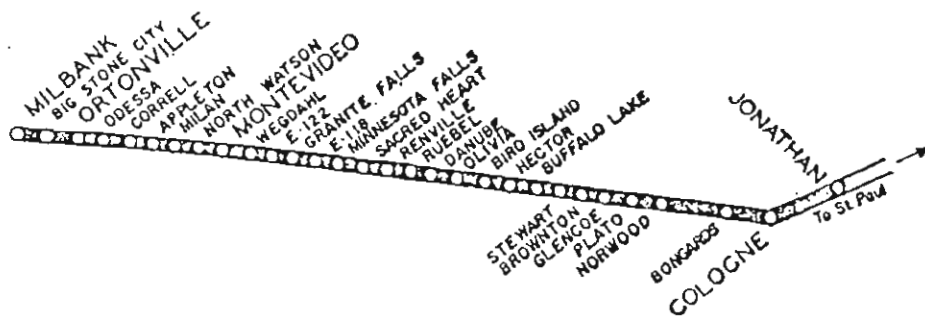 MILBANK
BIG STONE CITY
ORTONVILLE
ODESSA
CORRELL
APPLETON
MILAN
NORTH WATSON
MONTEVIDEO
WEGDAHL
E-122
GRANITE FALLS
E-118
MINNESOTA FALLS
SACRED HEART
RENVILLE
RUEBEL
DANUBE
OLIVIA
BIRD ISLAND
HECTOR
BUFFALO LAKE
STEWART
BROWNTON
GLENCOE
PLATO
NORWOOD
BONGARDS
COLOGNE
JONATHAN
To St Paul